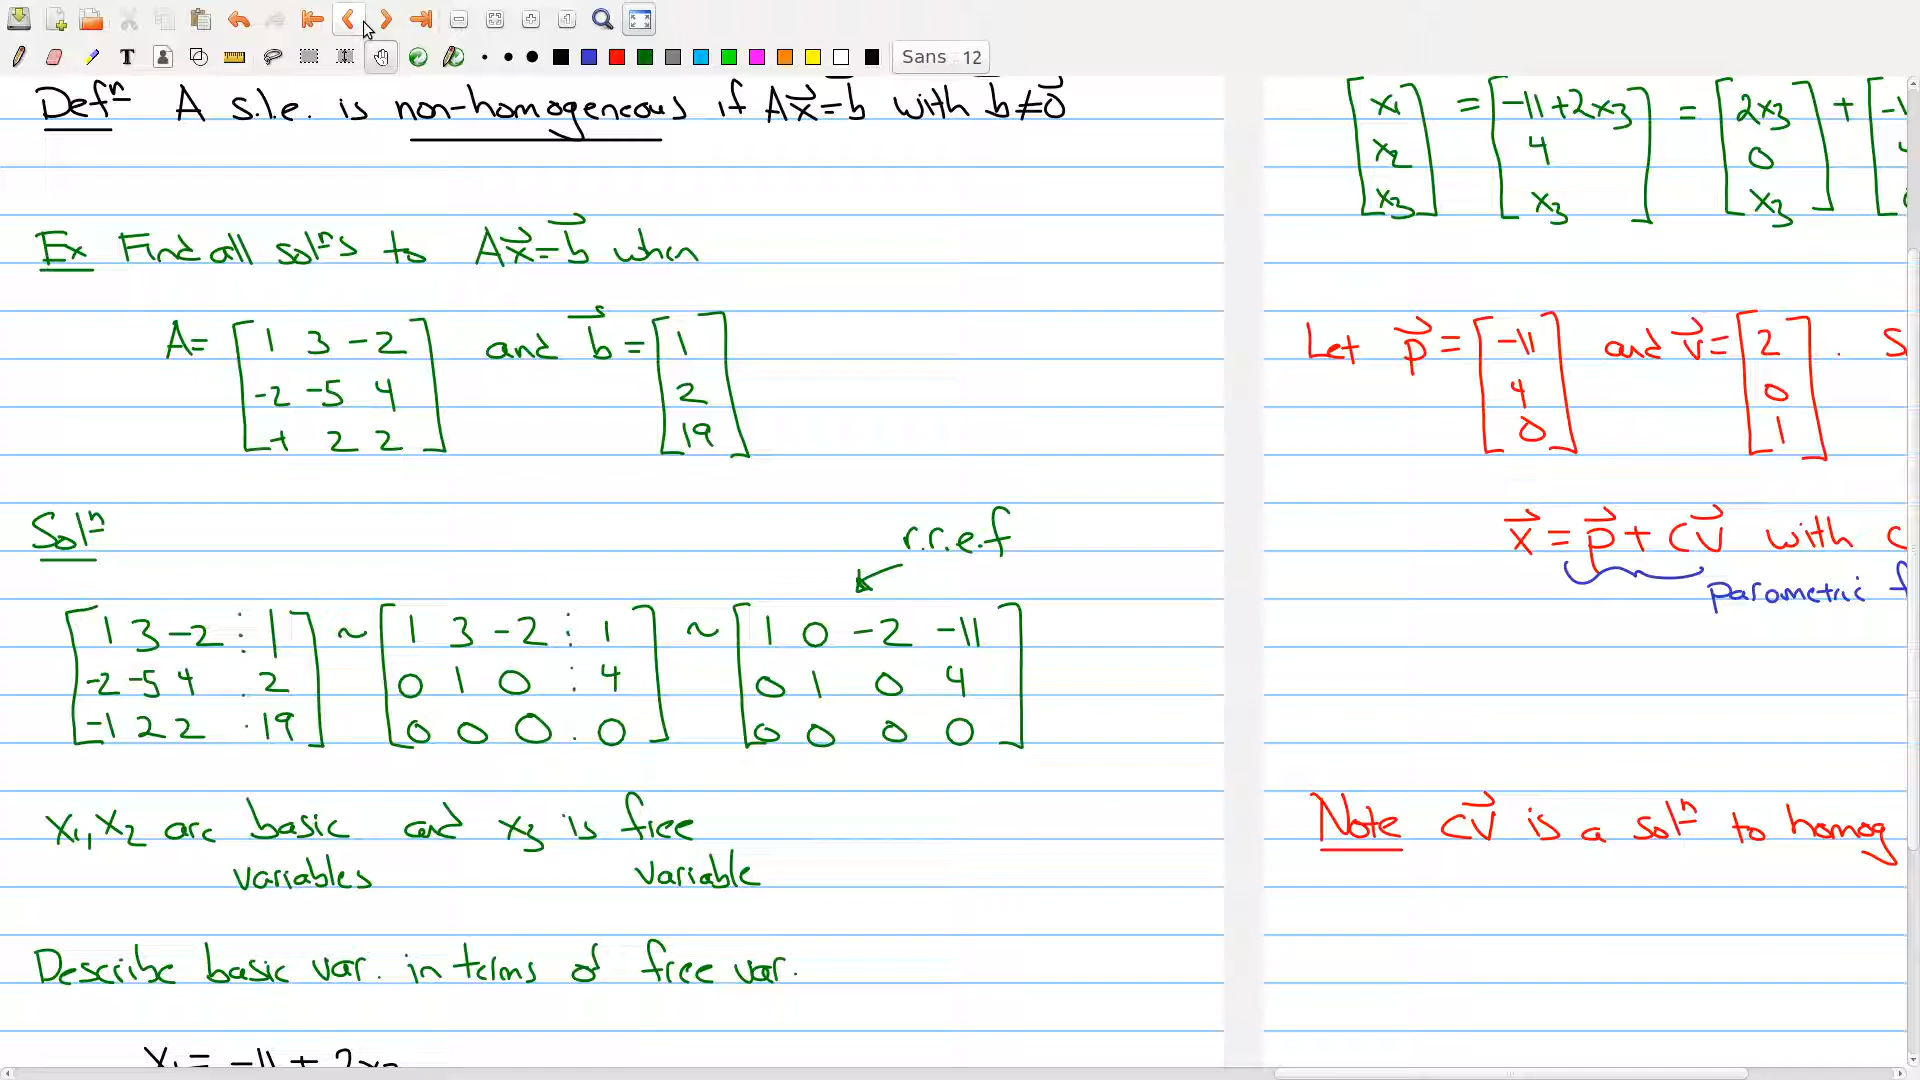 Sans 12
Defⁿ A s.l.e. is non-homogeneous if Ax⃗=b⃗ with b⃗≠0⃗
Ex Find all solⁿs to Ax⃗=b⃗ when
A= [1 3 -2] and b⃗ = [1]
[-2 -5 4] [2]
[-1 2 2] [19]
Solⁿ
r.r.e.f
[1 3 -2 : 1] ~ [1 3 -2 : 1] ~ [1 0 -2 -11]
[-2 -5 4 : 2] [0 1 0 : 4] [0 1 0 4]
[-1 2 2 : 19] [0 0 0 : 0] [0 0 0 0]
x₁, x₂ are basic and x₃ is free
variables variable
Describe basic var. in terms of free var.
x₁ = -11 + 2x₃
[x₁] = [-11+2x₃] = [2x₃] + [-1
[x₂] [4] [0]
[x₃] [x₃] [x₃]
Let p⃗ = [-11] and v⃗ = [2] . S
[4] [0]
[0] [1]
x⃗ = p⃗ + cv⃗ with c
parametric f
Note cv⃗ is a solⁿ to homog